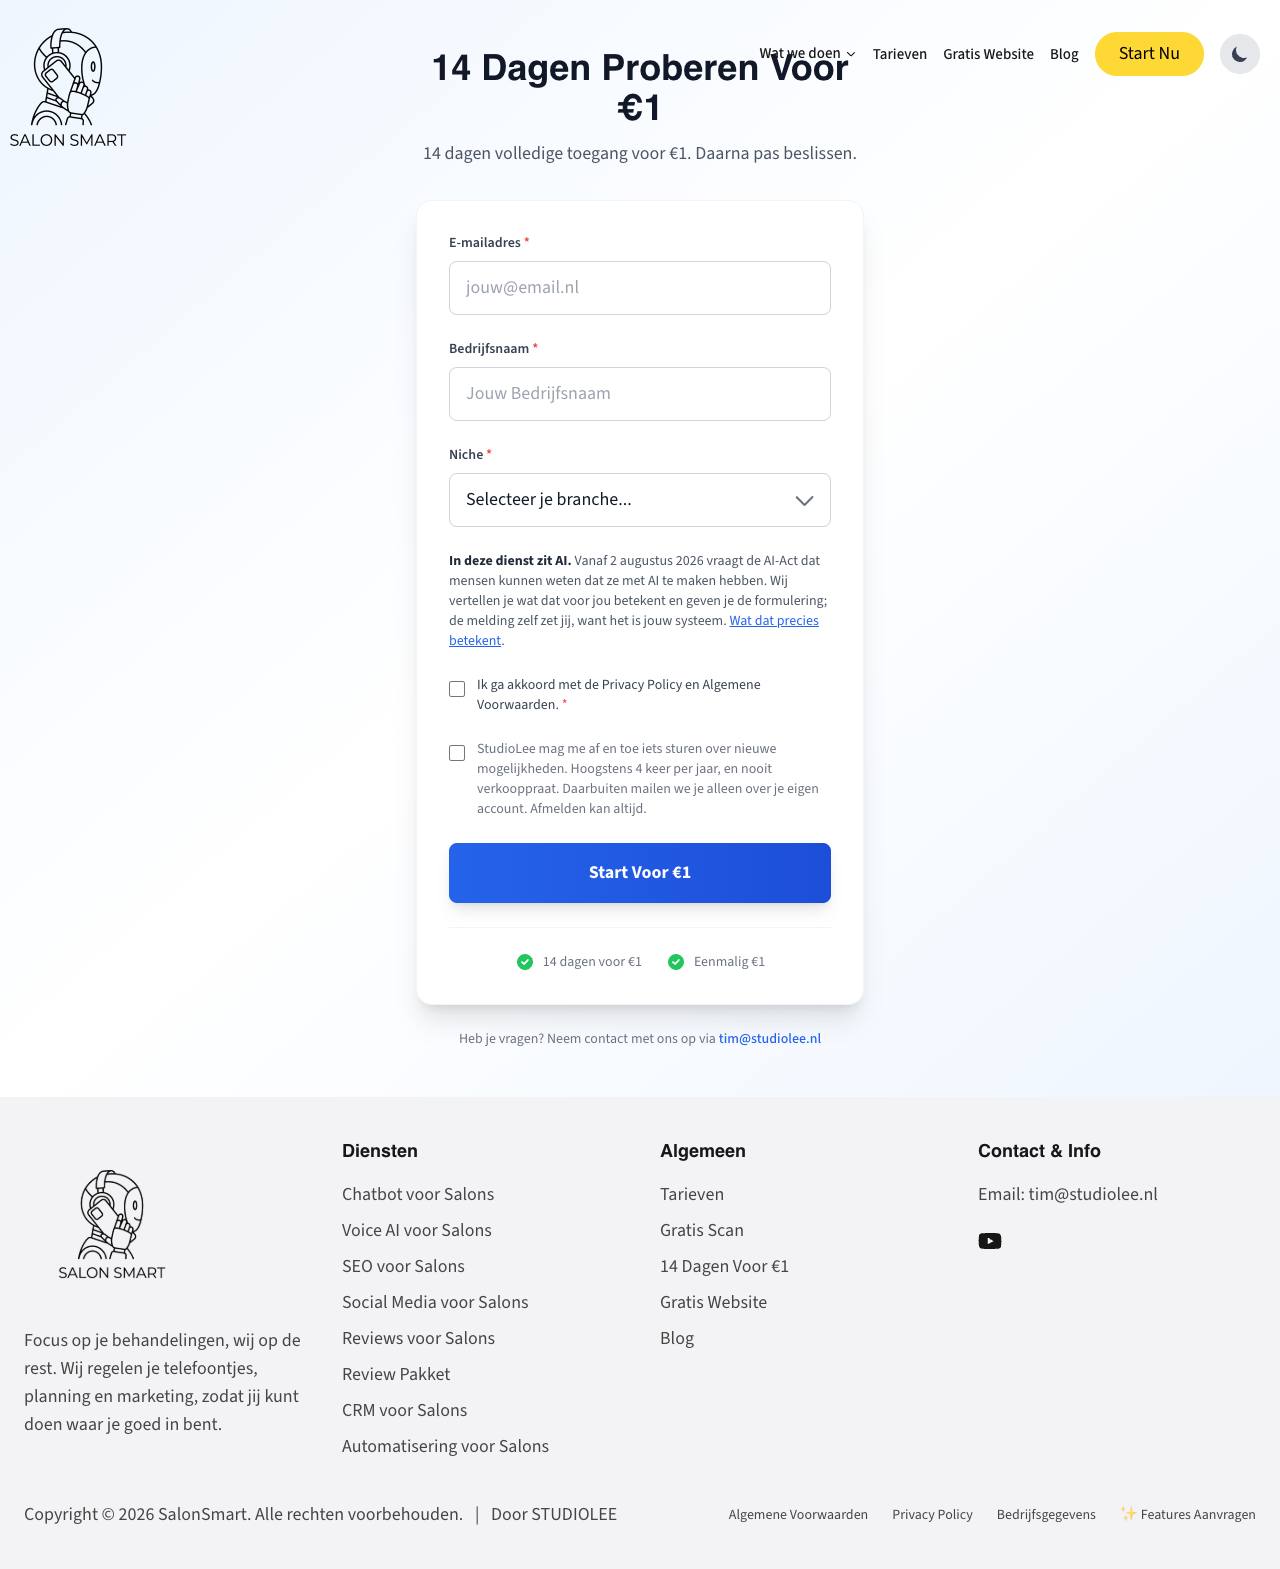 SALON SMART
Wat we doen
Tarieven
Gratis Website
Blog
Start Nu
14 Dagen Proberen Voor
€1
14 dagen volledige toegang voor €1. Daarna pas beslissen.
E-mailadres *
jouw@email.nl
Bedrijfsnaam *
Jouw Bedrijfsnaam
Niche *
Selecteer je branche...
In deze dienst zit AI. Vanaf 2 augustus 2026 vraagt de AI-Act dat
mensen kunnen weten dat ze met AI te maken hebben. Wij
vertellen je wat dat voor jou betekent en geven je de formulering;
de melding zelf zet jij, want het is jouw systeem. Wat dat precies
betekent.
Ik ga akkoord met de Privacy Policy en Algemene
Voorwaarden. *
StudioLee mag me af en toe iets sturen over nieuwe
mogelijkheden. Hoogstens 4 keer per jaar, en nooit
verkooppraat. Daarbuiten mailen we je alleen over je eigen
account. Afmelden kan altijd.
Start Voor €1
14 dagen voor €1
Eenmalig €1
Heb je vragen? Neem contact met ons op via tim@studiolee.nl
SALON SMART
Focus op je behandelingen, wij op de
rest. Wij regelen je telefoontjes,
planning en marketing, zodat jij kunt
doen waar je goed in bent.
Diensten
Chatbot voor Salons
Voice AI voor Salons
SEO voor Salons
Social Media voor Salons
Reviews voor Salons
Review Pakket
CRM voor Salons
Automatisering voor Salons
Algemeen
Tarieven
Gratis Scan
14 Dagen Voor €1
Gratis Website
Blog
Contact & Info
Email: tim@studiolee.nl
Copyright © 2026 SalonSmart. Alle rechten voorbehouden. | Door STUDIOLEE
Algemene Voorwaarden
Privacy Policy
Bedrijfsgegevens
✨ Features Aanvragen